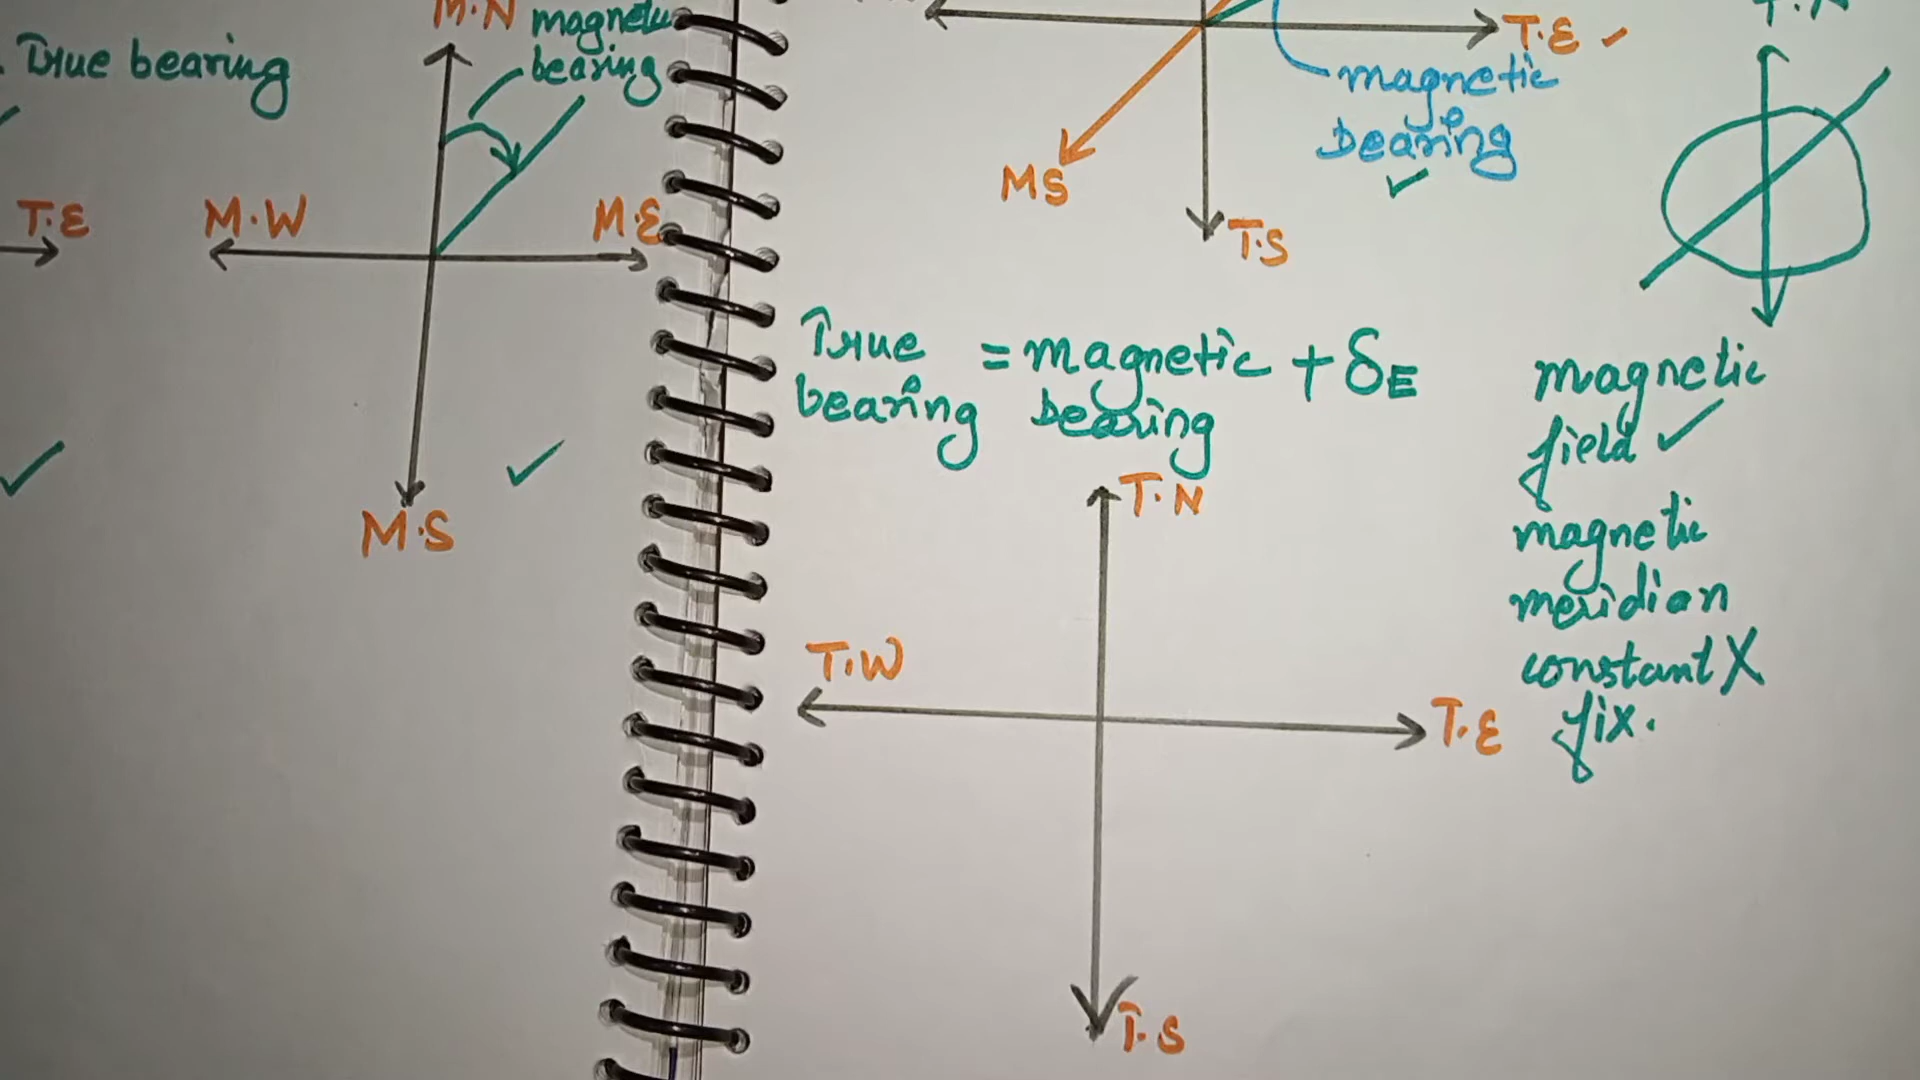 M.N
magnetic
bearing
True bearing
T.E
M.W
M.E
M.S
T.E
magnetic
bearing
MS
T.S
True bearing = magnetic bearing + δE
T.N
T.W
T.E
T.S
T.N
magnetic
field
magnetic
meridian
constant X
fix.